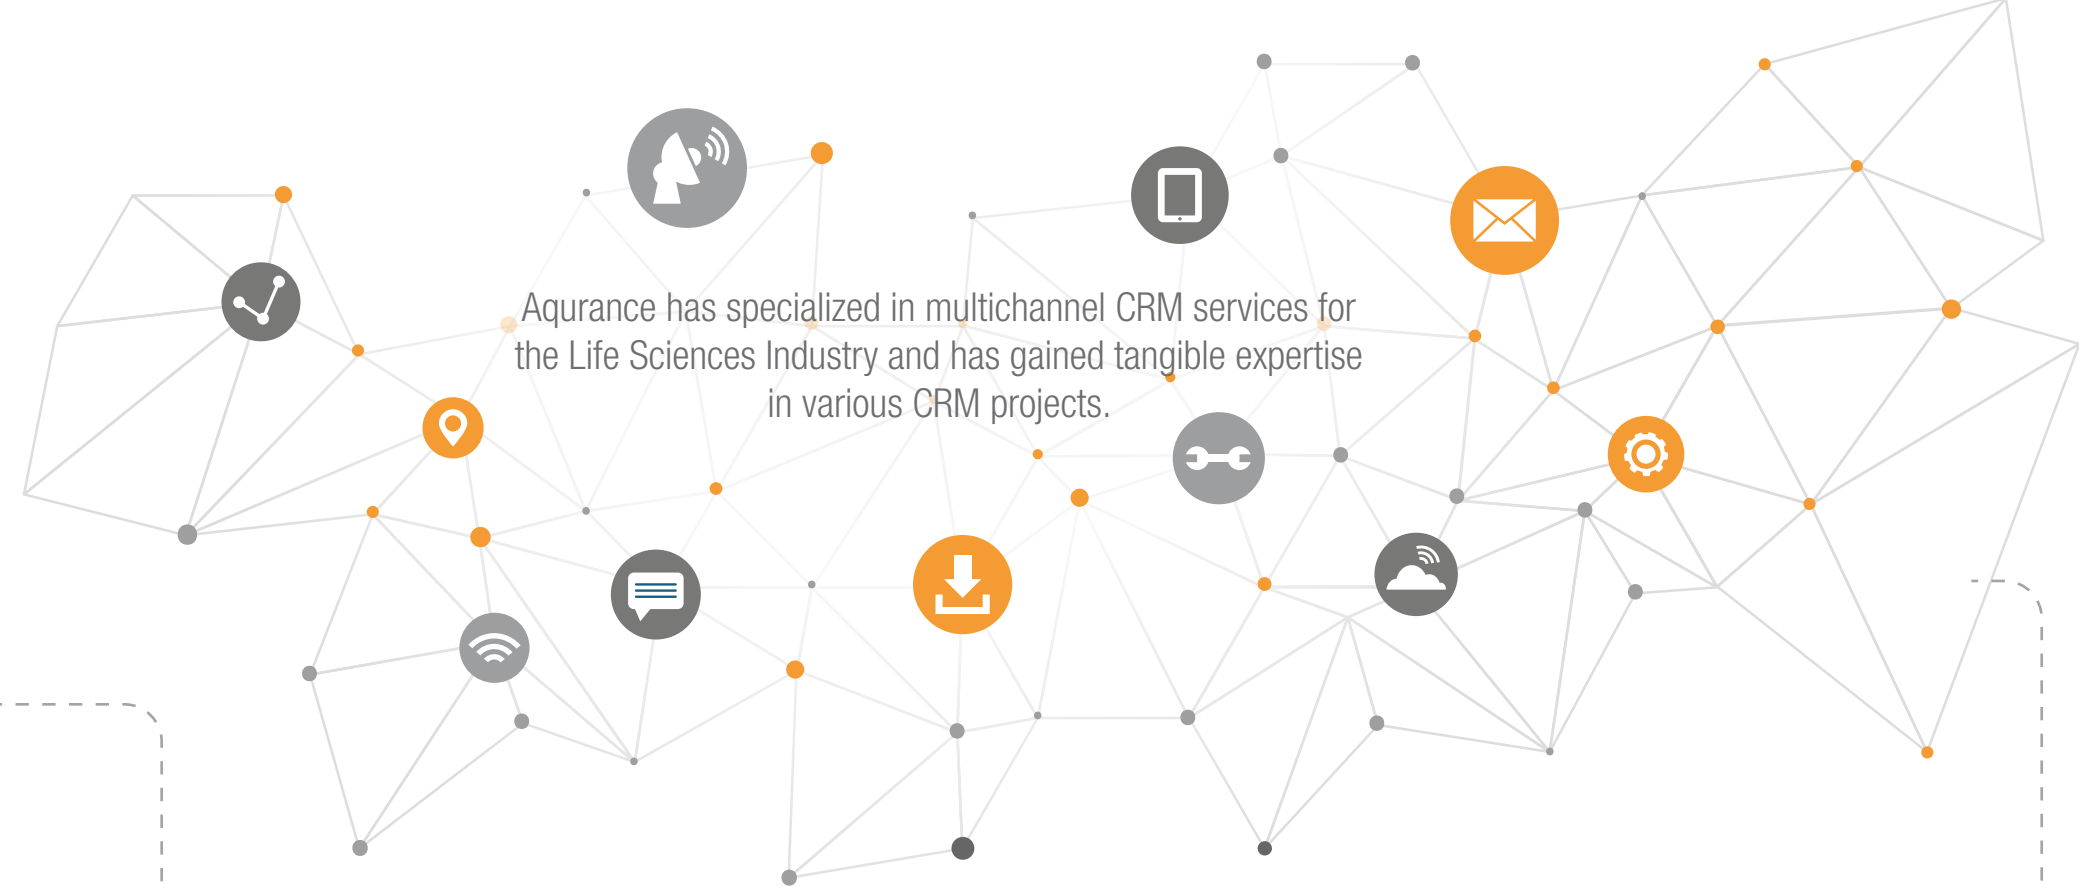 Aqurance has specialized in multichannel CRM services for
the Life Sciences Industry and has gained tangible expertise
in various CRM projects.